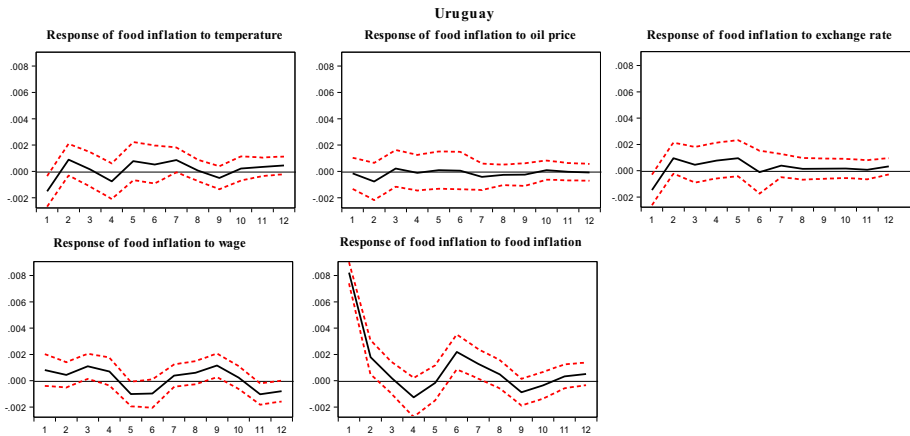 Uruguay
Response of food inflation to temperature
.008
.006
.004
.002
.000
-.002
1 2 3 4 5 6 7 8 9 10 11 12
Response of food inflation to oil price
.008
.006
.004
.002
.000
-.002
1 2 3 4 5 6 7 8 9 10 11 12
Response of food inflation to exchange rate
.008
.006
.004
.002
.000
-.002
1 2 3 4 5 6 7 8 9 10 11 12
Response of food inflation to wage
.008
.006
.004
.002
.000
-.002
1 2 3 4 5 6 7 8 9 10 11 12
Response of food inflation to food inflation
.008
.006
.004
.002
.000
-.002
1 2 3 4 5 6 7 8 9 10 11 12